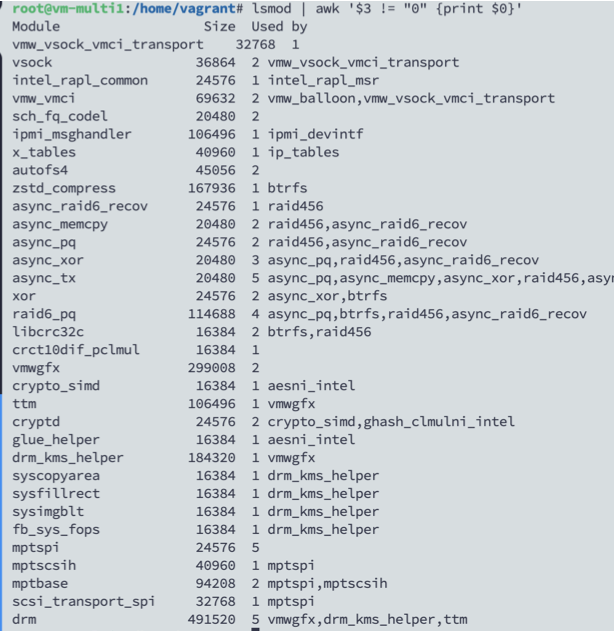 root@vm-multi1:/home/vagrant# lsmod | awk '$3 != "0" {print $0}'
Module                  Size  Used by
vmw_vsock_vmci_transport    32768  1
vsock                  36864  2 vmw_vsock_vmci_transport
intel_rapl_common      24576  1 intel_rapl_msr
vmw_vmci               69632  2 vmw_balloon,vmw_vsock_vmci_transport
sch_fq_codel           20480  2
ipmi_msghandler       106496  1 ipmi_devintf
x_tables               40960  1 ip_tables
autofs4                45056  2
zstd_compress         167936  1 btrfs
async_raid6_recov      24576  1 raid456
async_memcpy           20480  2 raid456,async_raid6_recov
async_pq               24576  2 raid456,async_raid6_recov
async_xor              20480  3 async_pq,raid456,async_raid6_recov
async_tx               20480  5 async_pq,async_memcpy,async_xor,raid456,asyn
xor                    24576  2 async_xor,btrfs
raid6_pq              114688  4 async_pq,btrfs,raid456,async_raid6_recov
libcrc32c              16384  2 btrfs,raid456
crct10dif_pclmul       16384  1
vmwgfx                299008  2
crypto_simd            16384  1 aesni_intel
ttm                   106496  1 vmwgfx
cryptd                 24576  2 crypto_simd,ghash_clmulni_intel
glue_helper            16384  1 aesni_intel
drm_kms_helper        184320  1 vmwgfx
syscopyarea            16384  1 drm_kms_helper
sysfillrect            16384  1 drm_kms_helper
sysimgblt              16384  1 drm_kms_helper
fb_sys_fops            16384  1 drm_kms_helper
mptspi                 24576  5
mptscsih               40960  1 mptspi
mptbase                94208  2 mptspi,mptscsih
scsi_transport_spi     32768  1 mptspi
drm                   491520  5 vmwgfx,drm_kms_helper,ttm